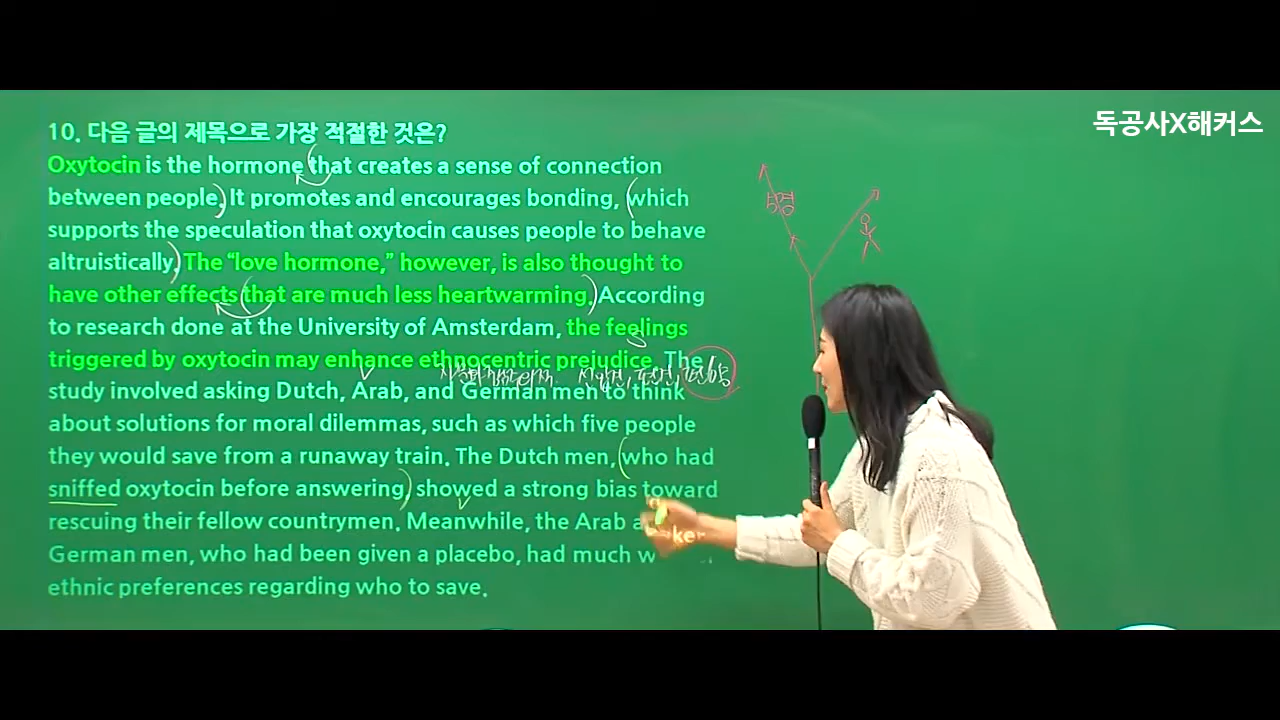 독공사X해커스
10. 다음 글의 제목으로 가장 적절한 것은?
Oxytocin is the hormone that creates a sense of connection
between people. It promotes and encourages bonding, which
supports the speculation that oxytocin causes people to behave
altruistically. The “love hormone,” however, is also thought to
have other effects that are much less heartwarming. According
to research done at the University of Amsterdam, the feelings
triggered by oxytocin may enhance ethnocentric prejudice. The
study involved asking Dutch, Arab, and German men to think
about solutions for moral dilemmas, such as which five people
they would save from a runaway train. The Dutch men, who had
sniffed oxytocin before answering, showed a strong bias toward
rescuing their fellow countrymen. Meanwhile, the Arab
German men, who had been given a placebo, had much
ethnic preferences regarding who to save.